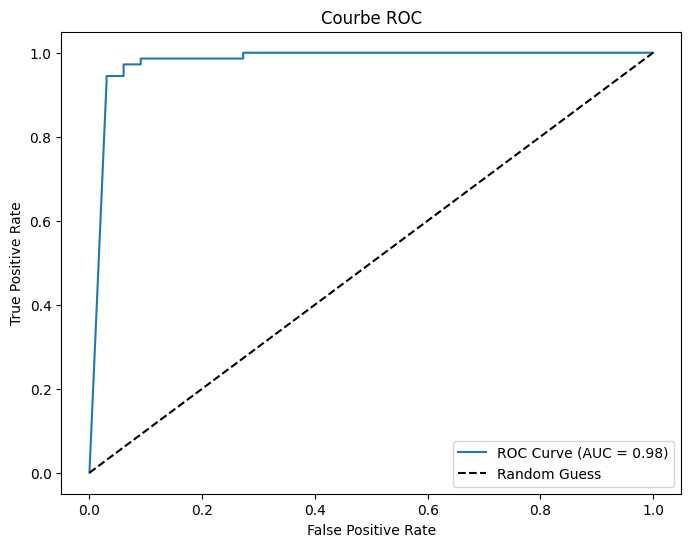 Courbe ROC
True Positive Rate
1.0
0.8
0.6
0.4
0.2
0.0
ROC Curve (AUC = 0.98)
Random Guess
0.0 0.2 0.4 0.6 0.8 1.0
False Positive Rate